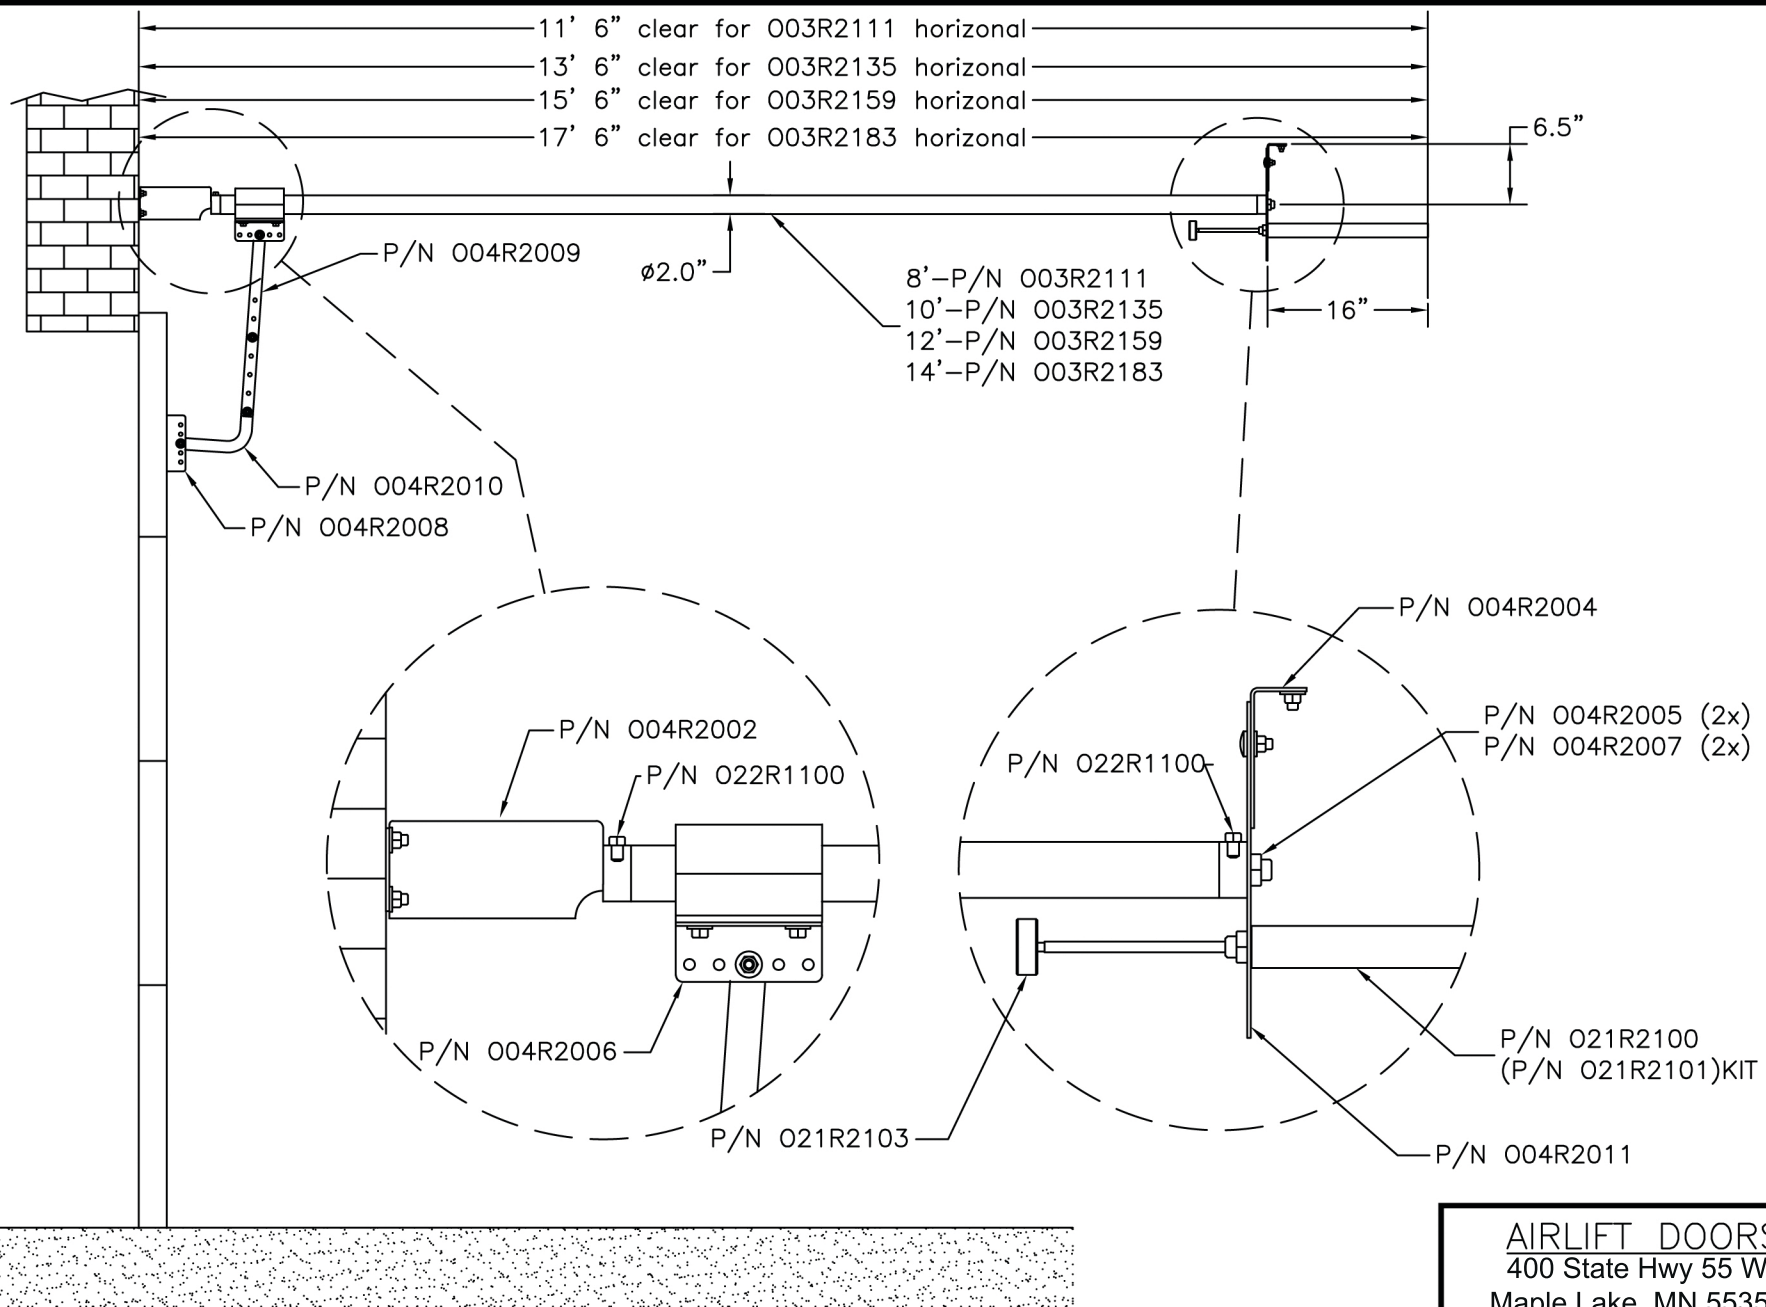 11' 6” clear for 003R2111 horizonal
13' 6” clear for 003R2135 horizonal
15' 6” clear for 003R2159 horizonal
17' 6” clear for 003R2183 horizonal
6.5”
P/N 004R2009
ø2.0”
8'-P/N 003R2111
10'-P/N 003R2135
12'-P/N 003R2159
14'-P/N 003R2183
16”
P/N 004R2010
P/N 004R2008
P/N 004R2004
P/N 004R2002
P/N 022R1100
P/N 022R1100
P/N 004R2005 (2x)
P/N 004R2007 (2x)
P/N 004R2006
P/N 021R2100
(P/N 021R2101)KIT
P/N 021R2103
P/N 004R2011
AIRLIFT DOORS
400 State Hwy 55 W
Maple Lake, MN 5535